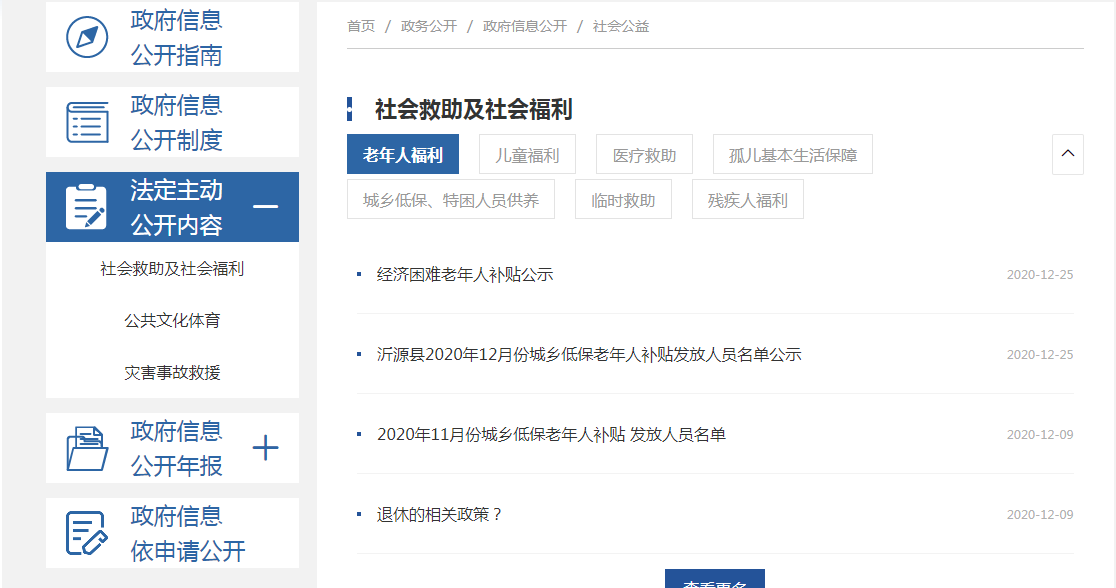 政府信息
公开指南
政府信息
公开制度
法定主动
公开内容
社会救助及社会福利
公共文化体育
灾害事故救援
政府信息
公开年报
政府信息
依申请公开
首页 / 政务公开 / 政府信息公开 / 社会公益
社会救助及社会福利
老年人福利 儿童福利 医疗救助 孤儿基本生活保障
城乡低保、特困人员供养 临时救助 残疾人福利
经济困难老年人补贴公示 2020-12-25
沂源县2020年12月份城乡低保老年人补贴发放人员名单公示 2020-12-25
2020年11月份城乡低保老年人补贴 发放人员名单 2020-12-09
退休的相关政策？ 2020-12-09
查看更多